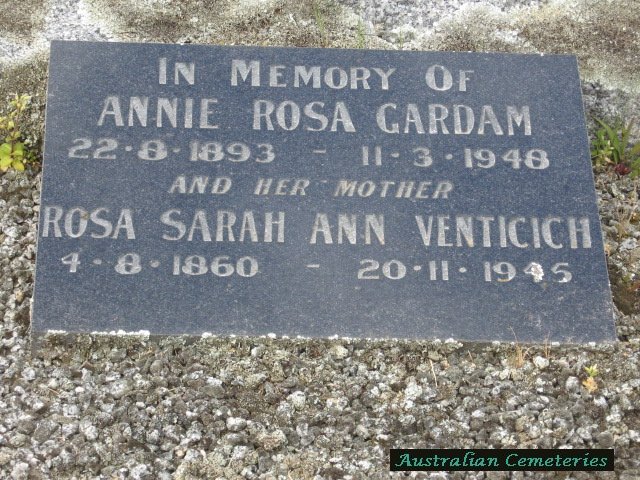 IN MEMORY OF
ANNIE ROSA GARDAM
22·8·1893 - 11·3·1948
AND HER MOTHER
ROSA SARAH ANN VENTICICH
4·8·1860 - 20·11·1945
Australian Cemeteries